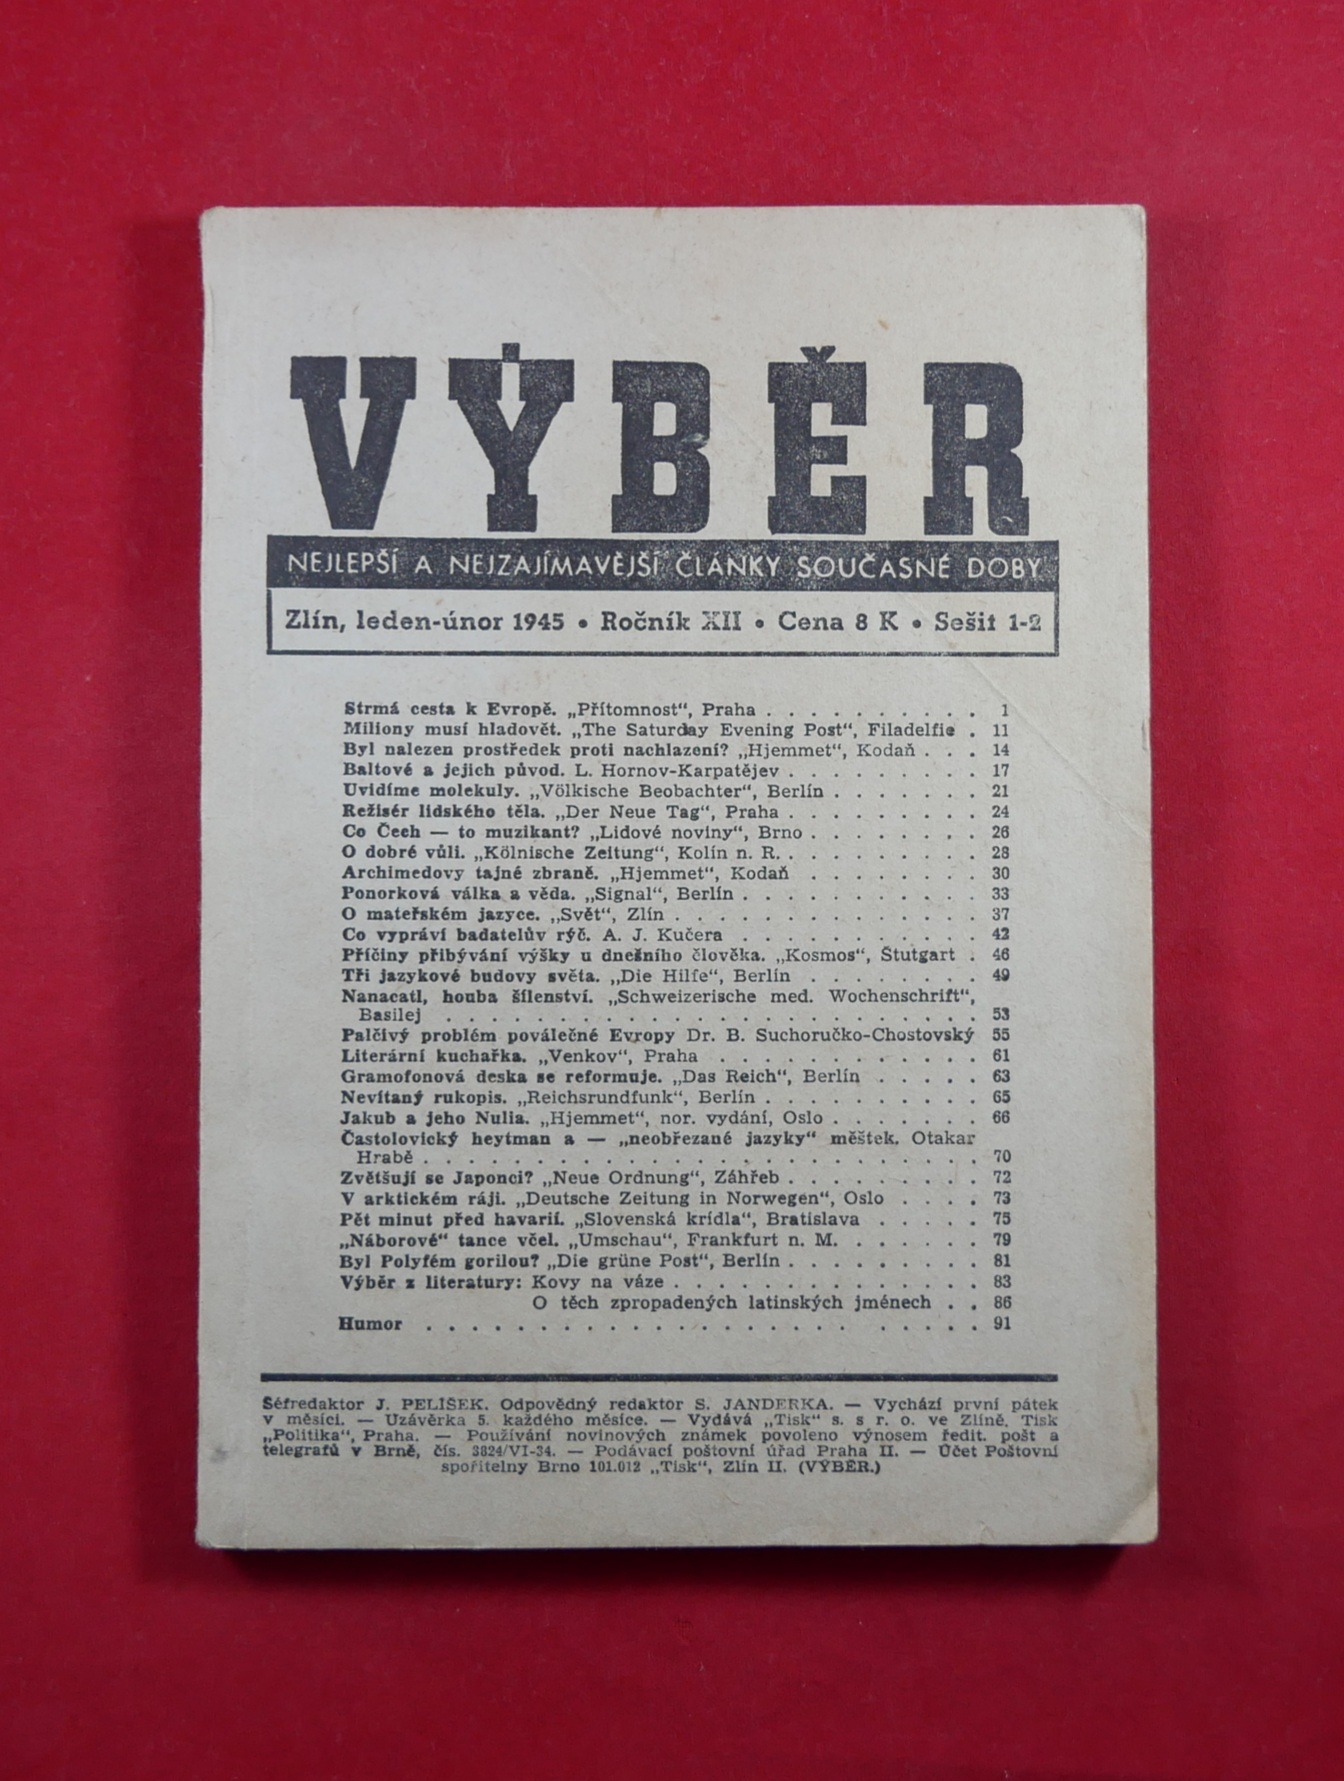 VÝBĚR
NEJLEPŠÍ A NEJZAJÍMAVĚJŠÍ ČLÁNKY SOUČASNÉ DOBY
Zlín, leden-únor 1945 • Ročník XII • Cena 8 K • Sešit 1-2
Strmá cesta k Evropě. „Přítomnost“, Praha . . . . . . . . . . 1
Miliony musí hladovět. „The Saturday Evening Post“, Filadelfie . 11
Byl nalezen prostředek proti nachlazení? „Hjemmet“, Kodaň . . . 14
Baltové a jejich původ. L. Hornov-Karpatějev . . . . . . . . . 17
Uvidíme molekuly. „Völkische Beobachter“, Berlín . . . . . . . 21
Režisér lidského těla. „Der Neue Tag“, Praha . . . . . . . . . 24
Co Čech — to muzikant? „Lidové noviny“, Brno . . . . . . . . 26
O dobré vůli. „Kölnische Zeitung“, Kolín n. R. . . . . . . . . . 28
Archimedovy tajné zbraně. „Hjemmet“, Kodaň . . . . . . . . 30
Ponorková válka a věda. „Signal“, Berlín . . . . . . . . . . . 33
O mateřském jazyce. „Svět“, Zlín . . . . . . . . . . . . . . 37
Co vypráví badatelův rýč. A. J. Kučera . . . . . . . . . . . 42
Příčiny přibývání výšky u dnešního člověka. „Kosmos“, Štutgart . 46
Tři jazykové budovy světa. „Die Hilfe“, Berlín . . . . . . . . 49
Nanacatl, houba šílenství. „Schweizerische med. Wochenschrift“,
Basilej . . . . . . . . . . . . . . . . . . . . . . . 53
Palčivý problém poválečné Evropy Dr. B. Suchoručko-Chostovský 55
Literární kuchařka. „Venkov“, Praha . . . . . . . . . . . . 61
Gramofonová deska se reformuje. „Das Reich“, Berlín . . . . . 63
Nevítaný rukopis. „Reichsrundfunk“, Berlín . . . . . . . . . . 65
Jakub a jeho Nulia. „Hjemmet“, nor. vydání, Oslo . . . . . . . 66
Častolovický heytman a — „neobřezané jazyky“ měštek. Otakar
Hrabě . . . . . . . . . . . . . . . . . . . . . . . . 70
Zvětšují se Japonci? „Neue Ordnung“, Záhřeb . . . . . . . . . 72
V arktickém ráji. „Deutsche Zeitung in Norwegen“, Oslo . . . . 73
Pět minut před havarií. „Slovenská krídla“, Bratislava . . . . . 75
„Náborové“ tance včel. „Umschau“, Frankfurt n. M. . . . . . . 79
Byl Polyfém gorilou? „Die grüne Post“, Berlín . . . . . . . . . 81
Výběr z literatury: Kovy na váze . . . . . . . . . . . . . . 83
O těch zpropadených latinských jménech . . 86
Humor . . . . . . . . . . . . . . . . . . . . . . . . 91
Šéfredaktor J. PELÍŠEK. Odpovědný redaktor S. JANDERKA. — Vychází první pátek
v měsíci. — Uzávěrka 5. každého měsíce. — Vydává „Tisk“ s. s r. o. ve Zlíně. Tisk
„Politika“, Praha. — Používání novinových známek povoleno výnosem ředit. pošt a
telegrafů v Brně, čís. 3824/VI-34. — Podávací poštovní úřad Praha II. — Účet Poštovní
spořitelny Brno 101.012 „Tisk“, Zlín II. (VÝBĚR.)